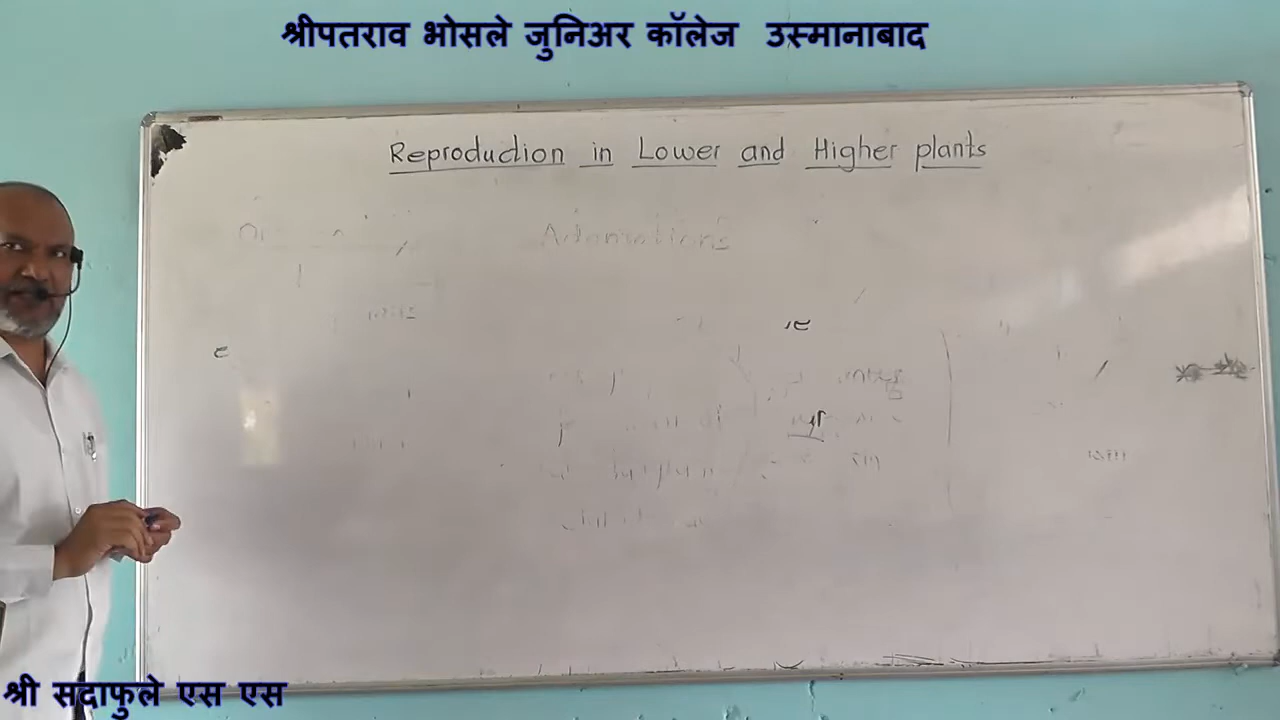 श्रीपतराव भोसले जुनिअर कॉलेज उस्मानाबाद
Reproduction in Lower and Higher plants
श्री सदाफुले एस एस